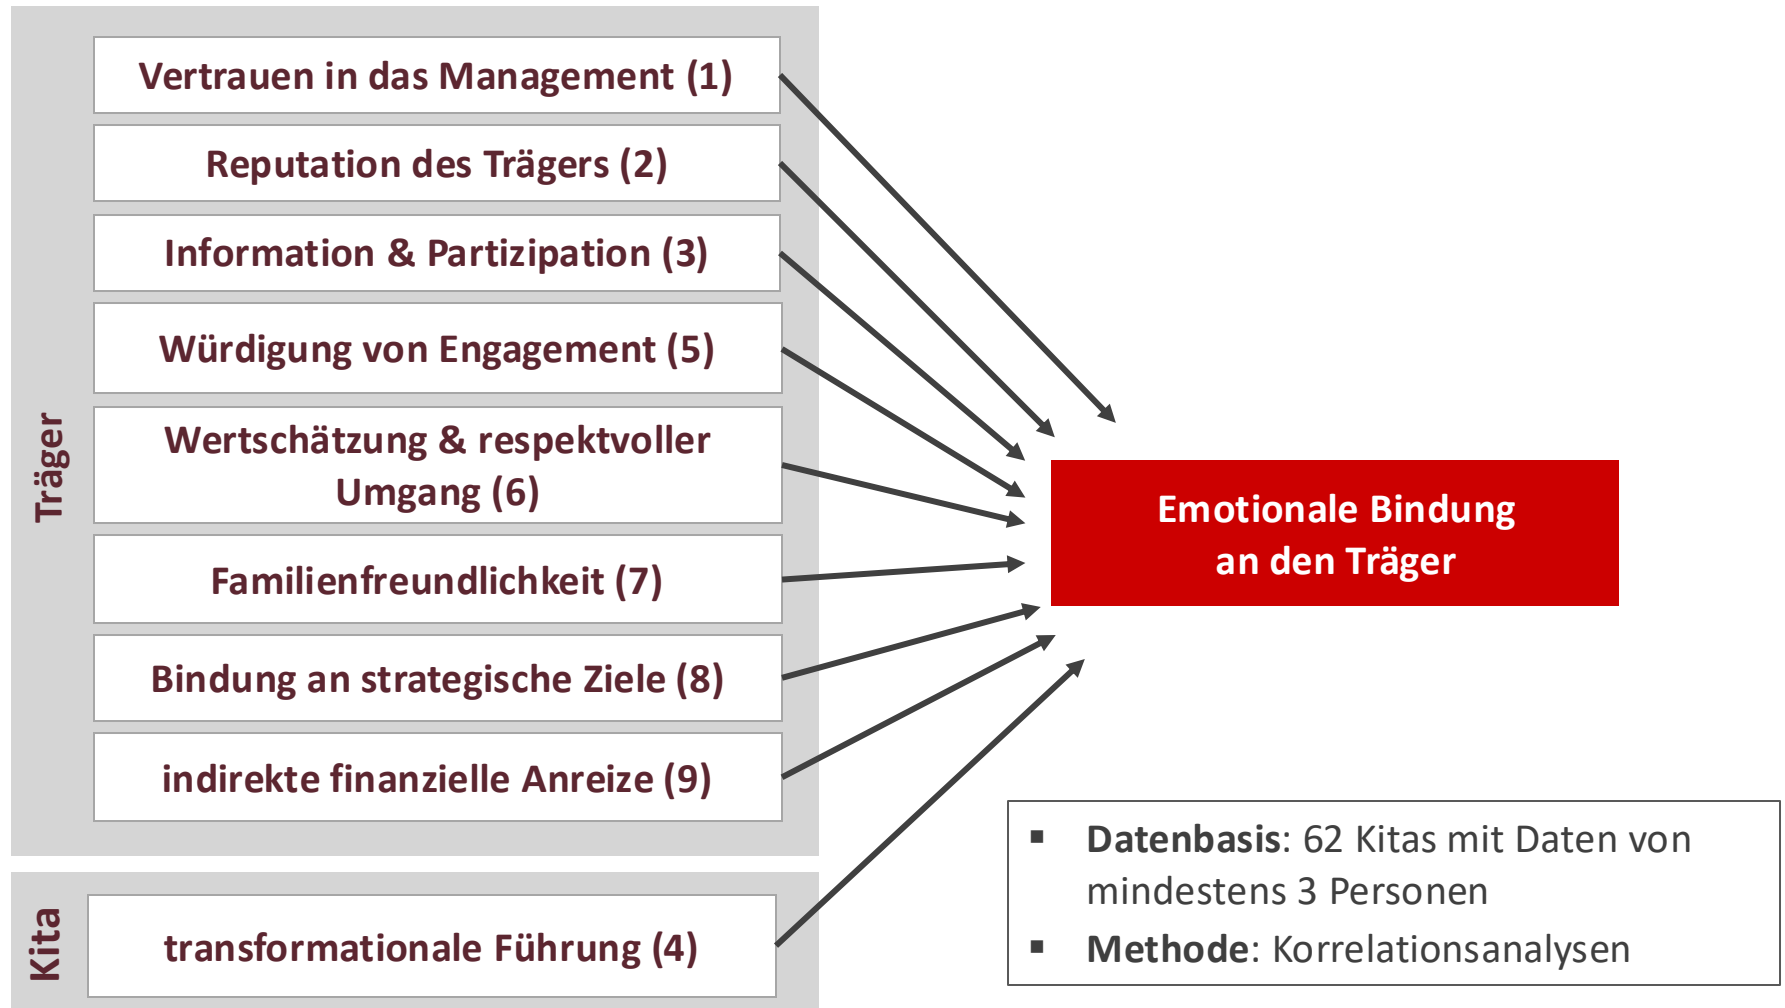 Träger
Vertrauen in das Management (1)
Reputation des Trägers (2)
Information & Partizipation (3)
Würdigung von Engagement (5)
Wertschätzung & respektvoller
Umgang (6)
Familienfreundlichkeit (7)
Bindung an strategische Ziele (8)
indirekte finanzielle Anreize (9)
Kita
transformationale Führung (4)
Emotionale Bindung
an den Träger
▪ Datenbasis: 62 Kitas mit Daten von
mindestens 3 Personen
▪ Methode: Korrelationsanalysen